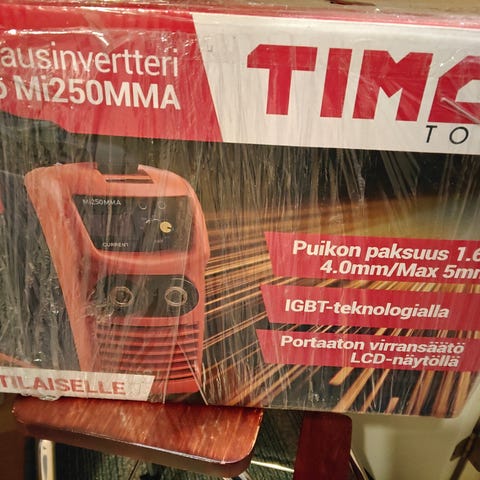 ausinvertteri
Mi250MMA
TIM
TO
Mi250MMA
CURRENT
Puikon paksuus 1.6
4.0mm/Max 5mm
IGBT-teknologialla
Portaaton virransäätö
LCD-näytöllä
TILAISELLE